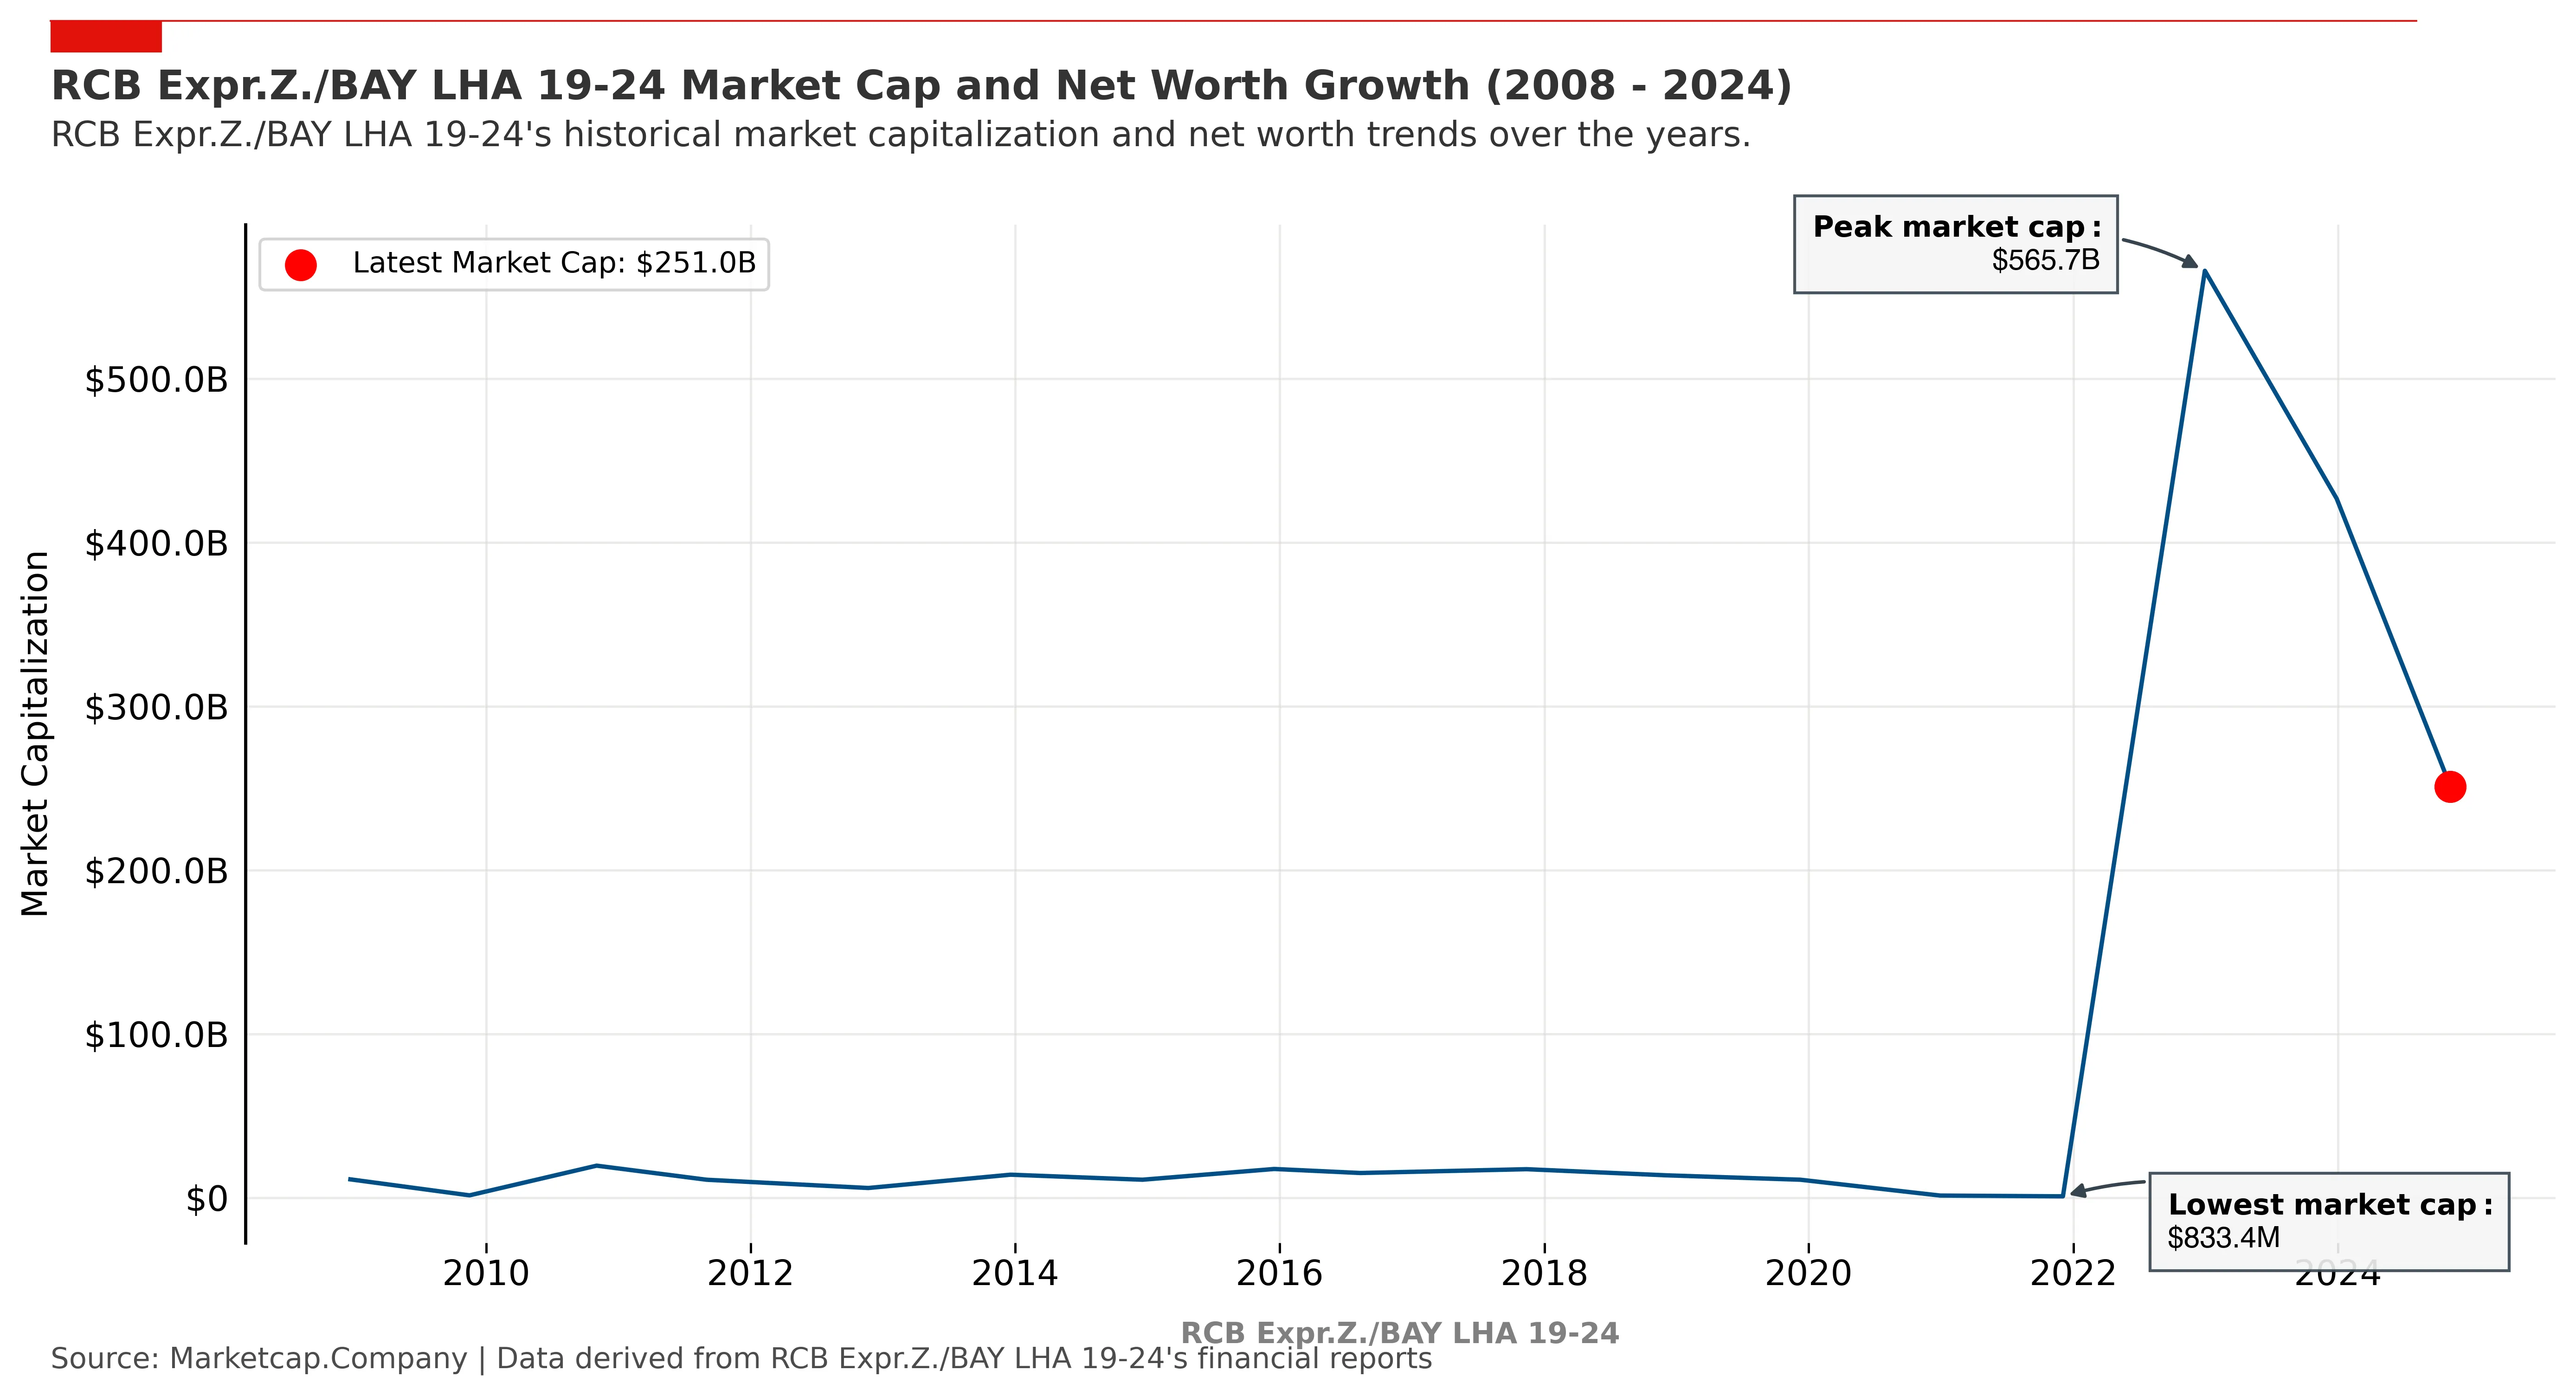 RCB Expr.Z./BAY LHA 19-24 Market Cap and Net Worth Growth (2008 - 2024)
RCB Expr.Z./BAY LHA 19-24's historical market capitalization and net worth trends over the years.
Peak market cap:
$565.7B
Latest Market Cap: $251.0B
$500.0B
$400.0B
$300.0B
$200.0B
$100.0B
$0
Market Capitalization
Lowest market cap:
$833.4M
2010 2012 2014 2016 2018 2020 2022 2024
RCB Expr.Z./BAY LHA 19-24
Source: Marketcap.Company | Data derived from RCB Expr.Z./BAY LHA 19-24's financial reports